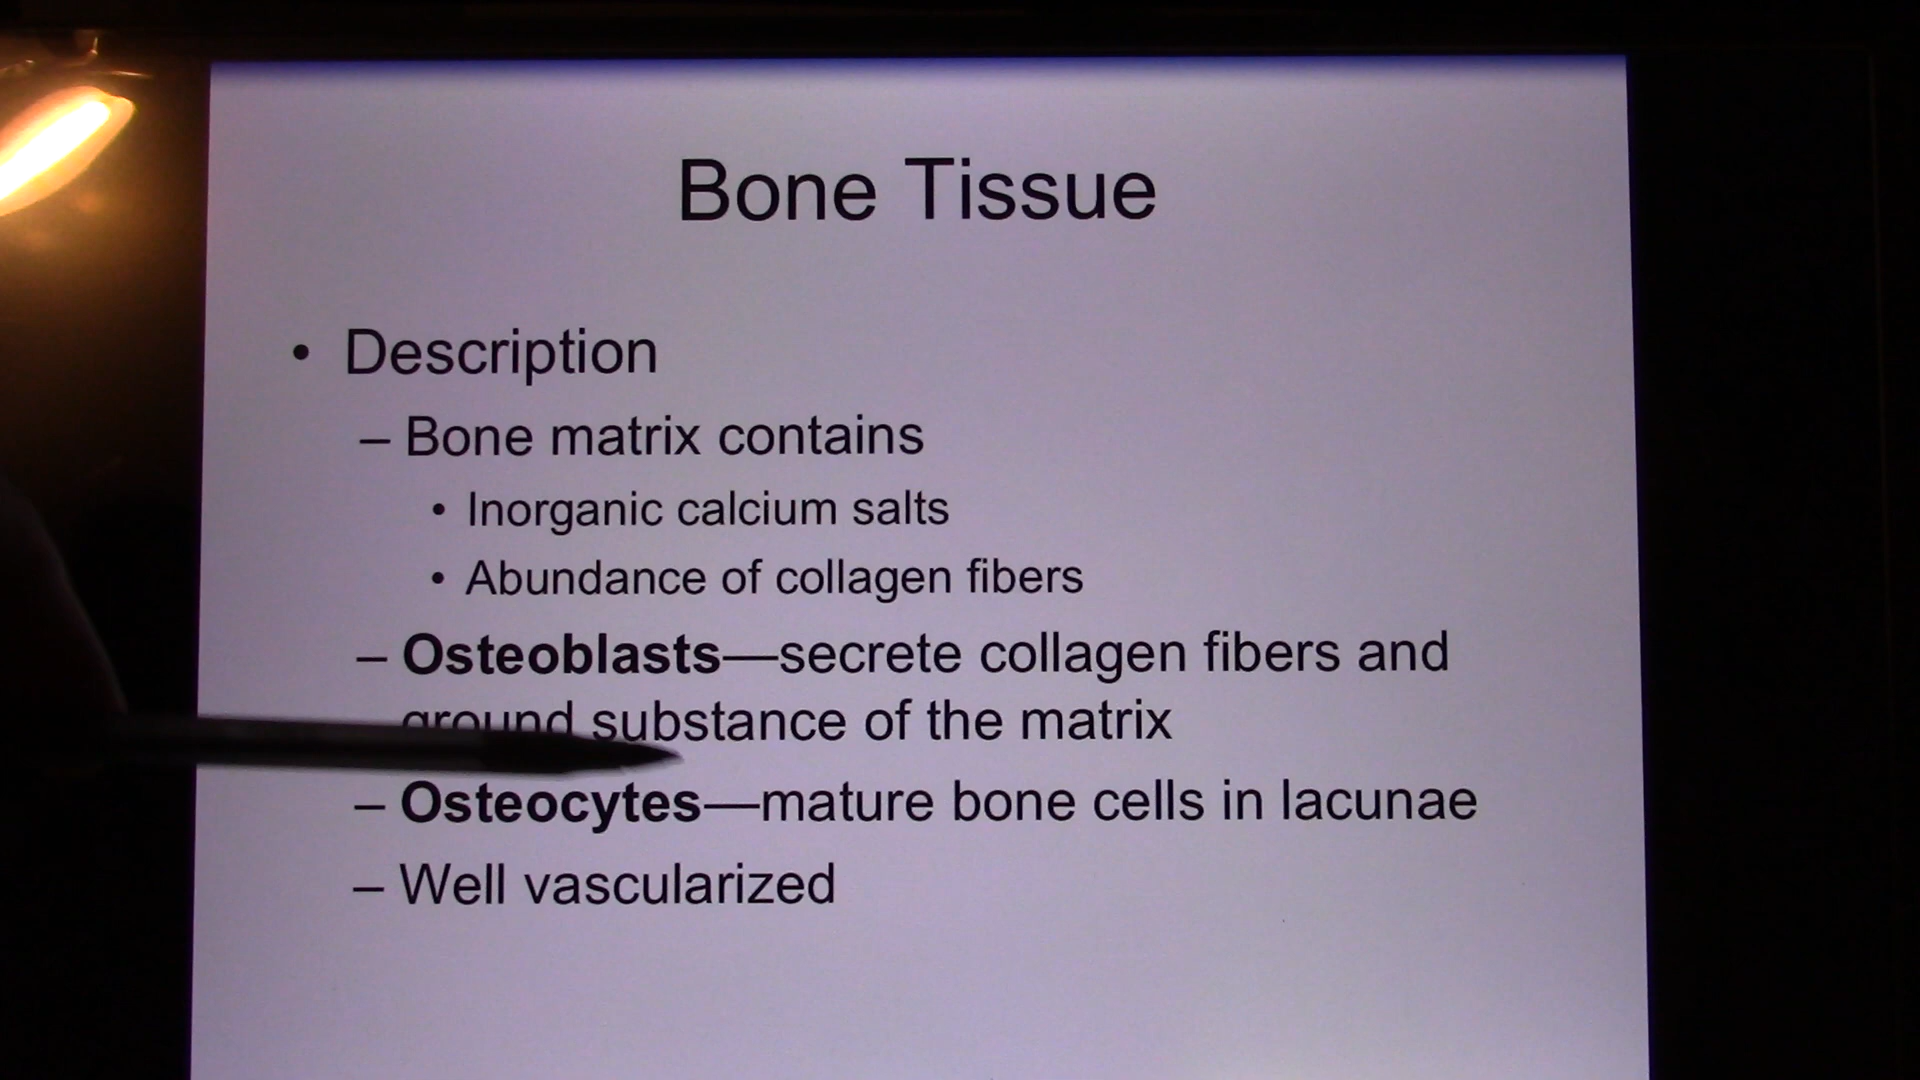 Bone Tissue
• Description
– Bone matrix contains
• Inorganic calcium salts
• Abundance of collagen fibers
– Osteoblasts—secrete collagen fibers and
ground substance of the matrix
– Osteocytes—mature bone cells in lacunae
– Well vascularized